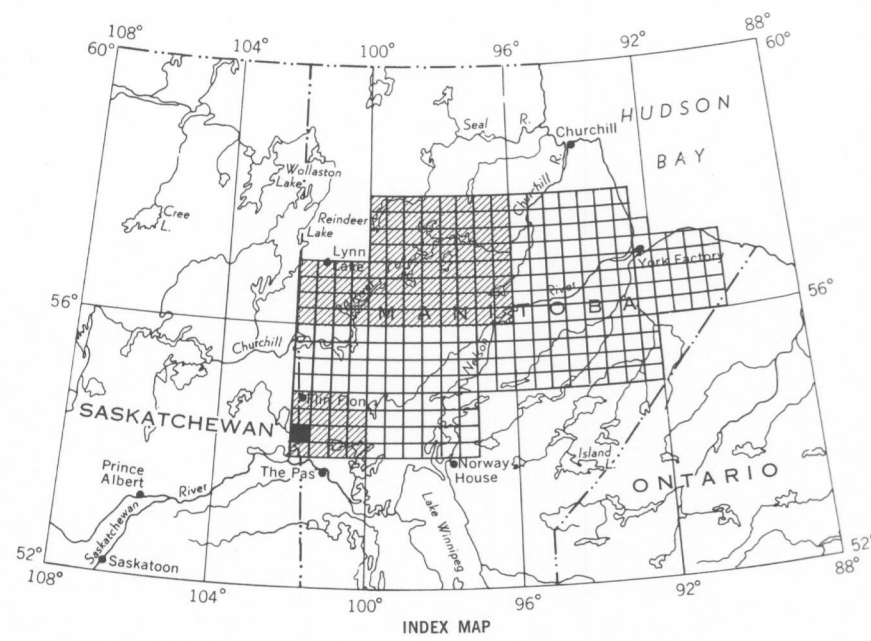 108°
60°
104°
100°
96°
92°
88°
60°
HUDSON
BAY
Seal R.
Churchill
Wollaston
Lake
Cree
L.
Reindeer
Lake
Churchill R.
Lynn
Lake
York Factory
River
56°
MANITOBA
56°
Churchill
Nelson
Flin Flon
SASKATCHEWAN
Prince
Albert
River
The Pas
Norway
House
Island
L.
ONTARIO
Saskatchewan
Lake Winnipeg
Saskatoon
52°
108°
104°
100°
96°
92°
52°
88°
INDEX MAP